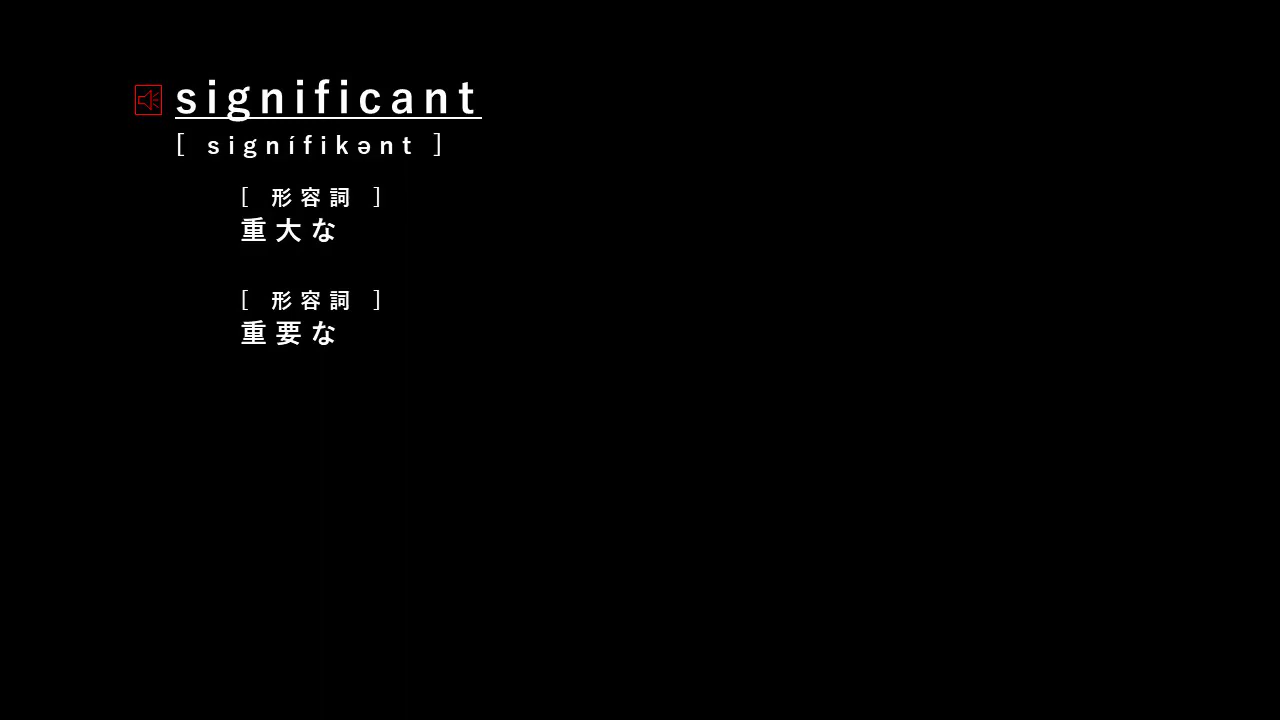 significant
[ signífikənt ]
[ 形容詞 ]
重大な
[ 形容詞 ]
重要な